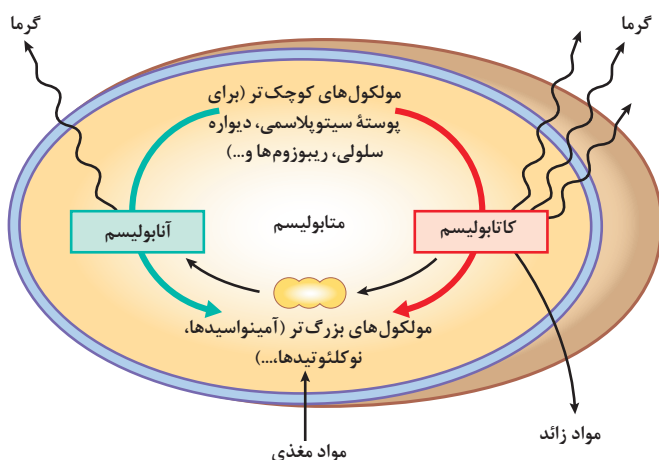 گرما
گرما
مولکول‌های کوچک‌تر (برای
پوستهٔ سیتوپلاسمی، دیواره
سلولی، ریبوزوم‌ها و...)
آنابولیسم
متابولیسم
کاتابولیسم
مولکول‌های بزرگ‌تر (آمینواسیدها،
نوکلئوتیدها،...)
مواد مغذی
مواد زائد